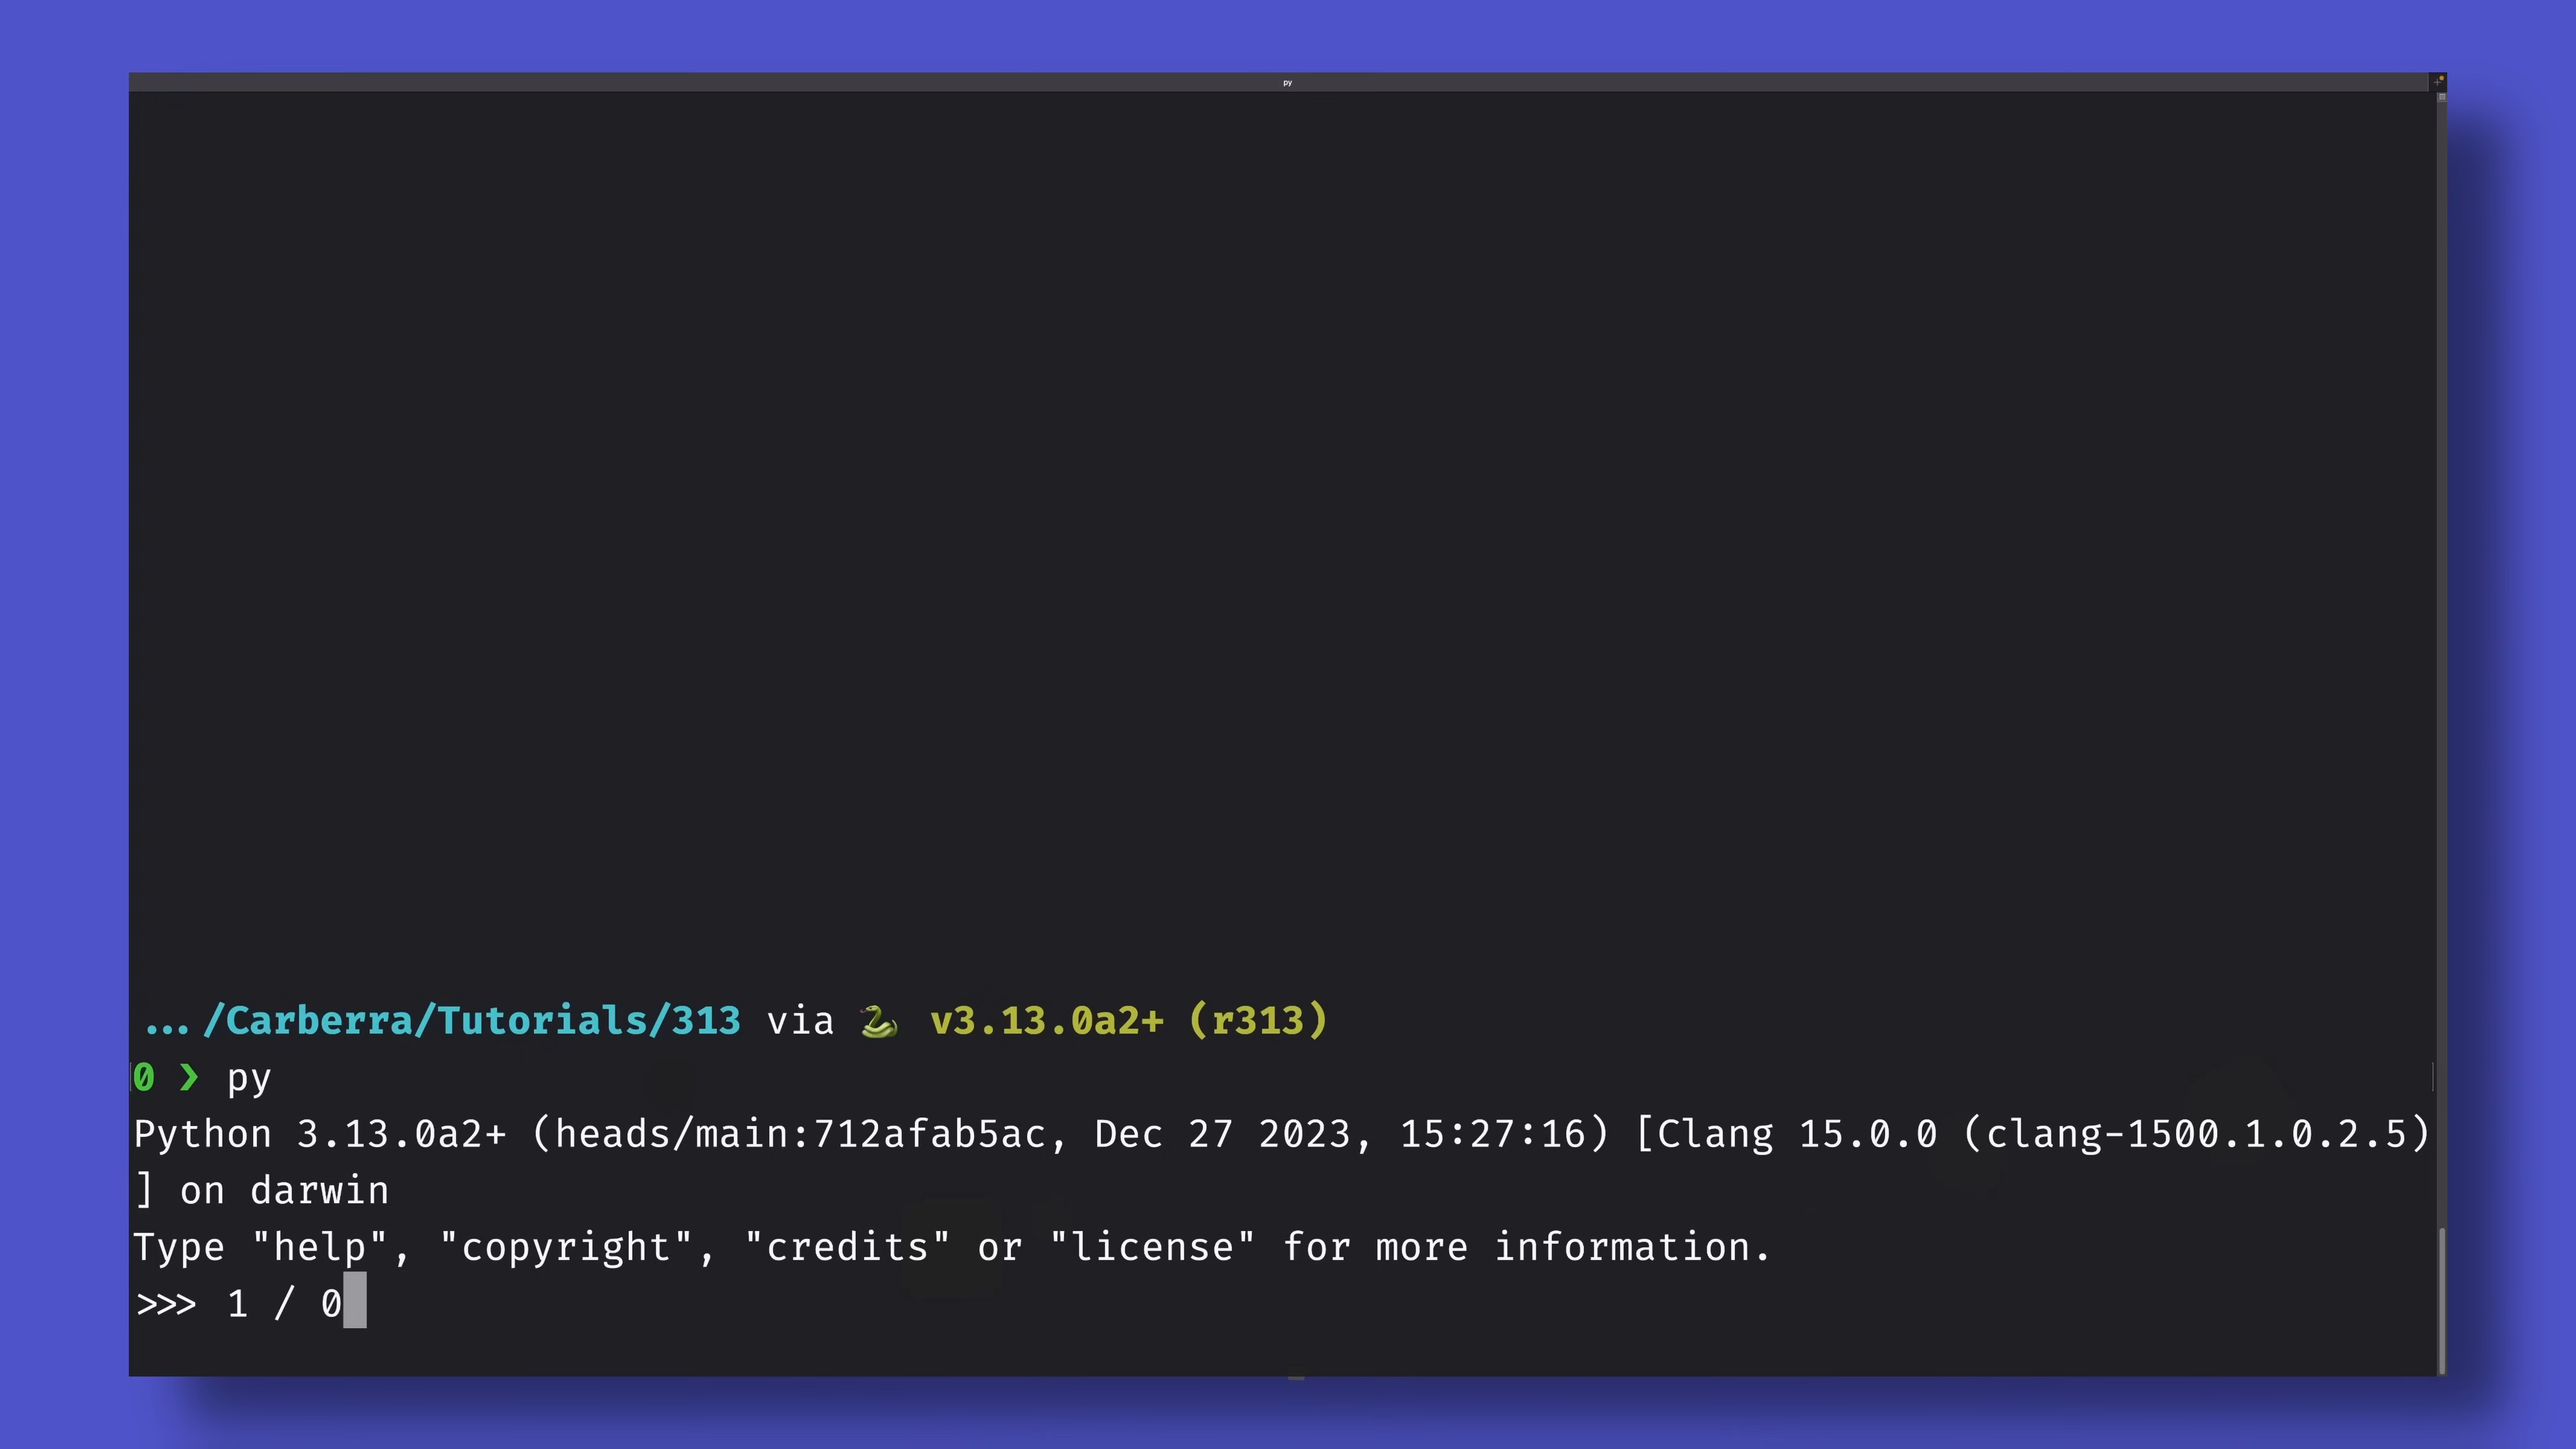 py
…/Carberra/Tutorials/313 via 🐍 v3.13.0a2+ (r313)
0 ❯ py
Python 3.13.0a2+ (heads/main:712afab5ac, Dec 27 2023, 15:27:16) [Clang 15.0.0 (clang-1500.1.0.2.5)
] on darwin
Type "help", "copyright", "credits" or "license" for more information.
>>> 1 / 0